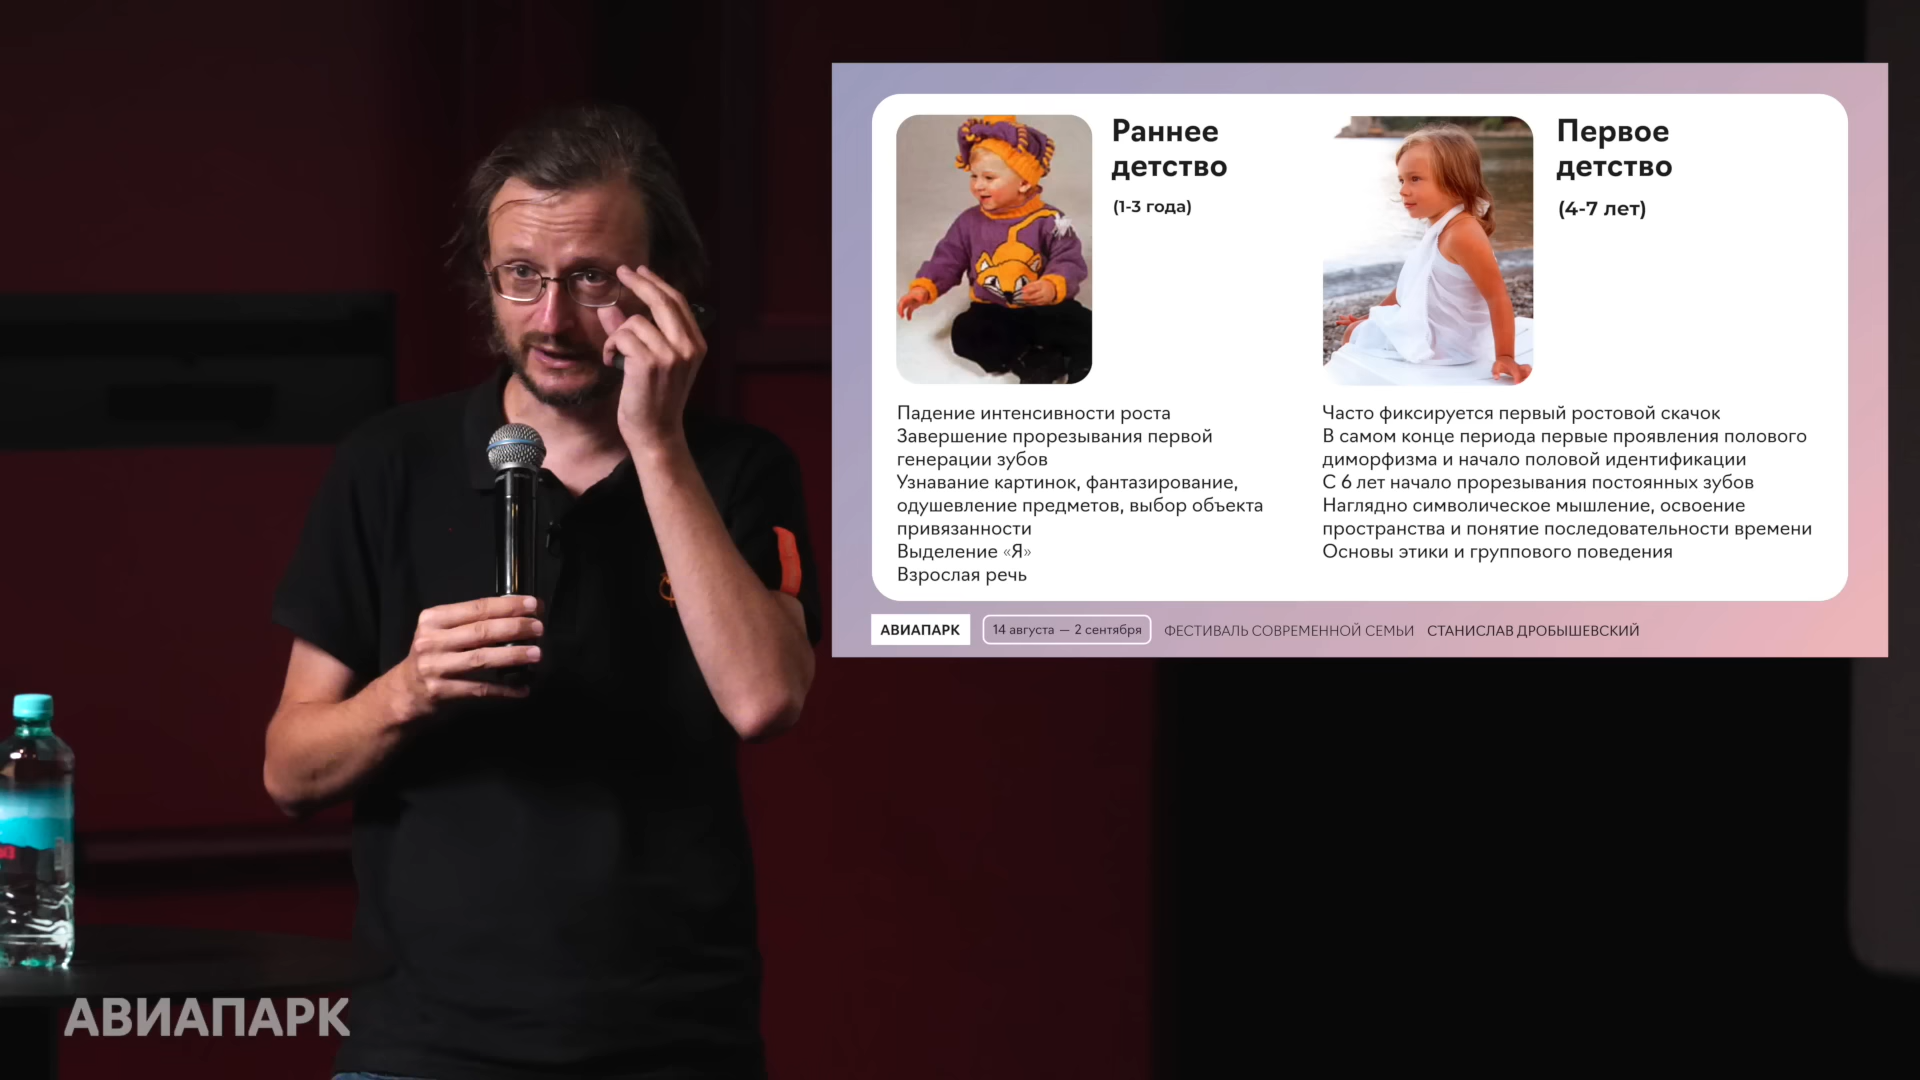 Раннее
детство
(1-3 года)
Падение интенсивности роста
Завершение прорезывания первой
генерации зубов
Узнавание картинок, фантазирование,
одушевление предметов, выбор объекта
привязанности
Выделение «Я»
Взрослая речь
Первое
детство
(4-7 лет)
Часто фиксируется первый ростовой скачок
В самом конце периода первые проявления полового
диморфизма и начало половой идентификации
С 6 лет начало прорезывания постоянных зубов
Наглядно символическое мышление, освоение
пространства и понятие последовательности времени
Основы этики и группового поведения
АВИАПАРК 14 августа — 2 сентября ФЕСТИВАЛЬ СОВРЕМЕННОЙ СЕМЬИ СТАНИСЛАВ ДРОБЫШЕВСКИЙ
АВИАПАРК